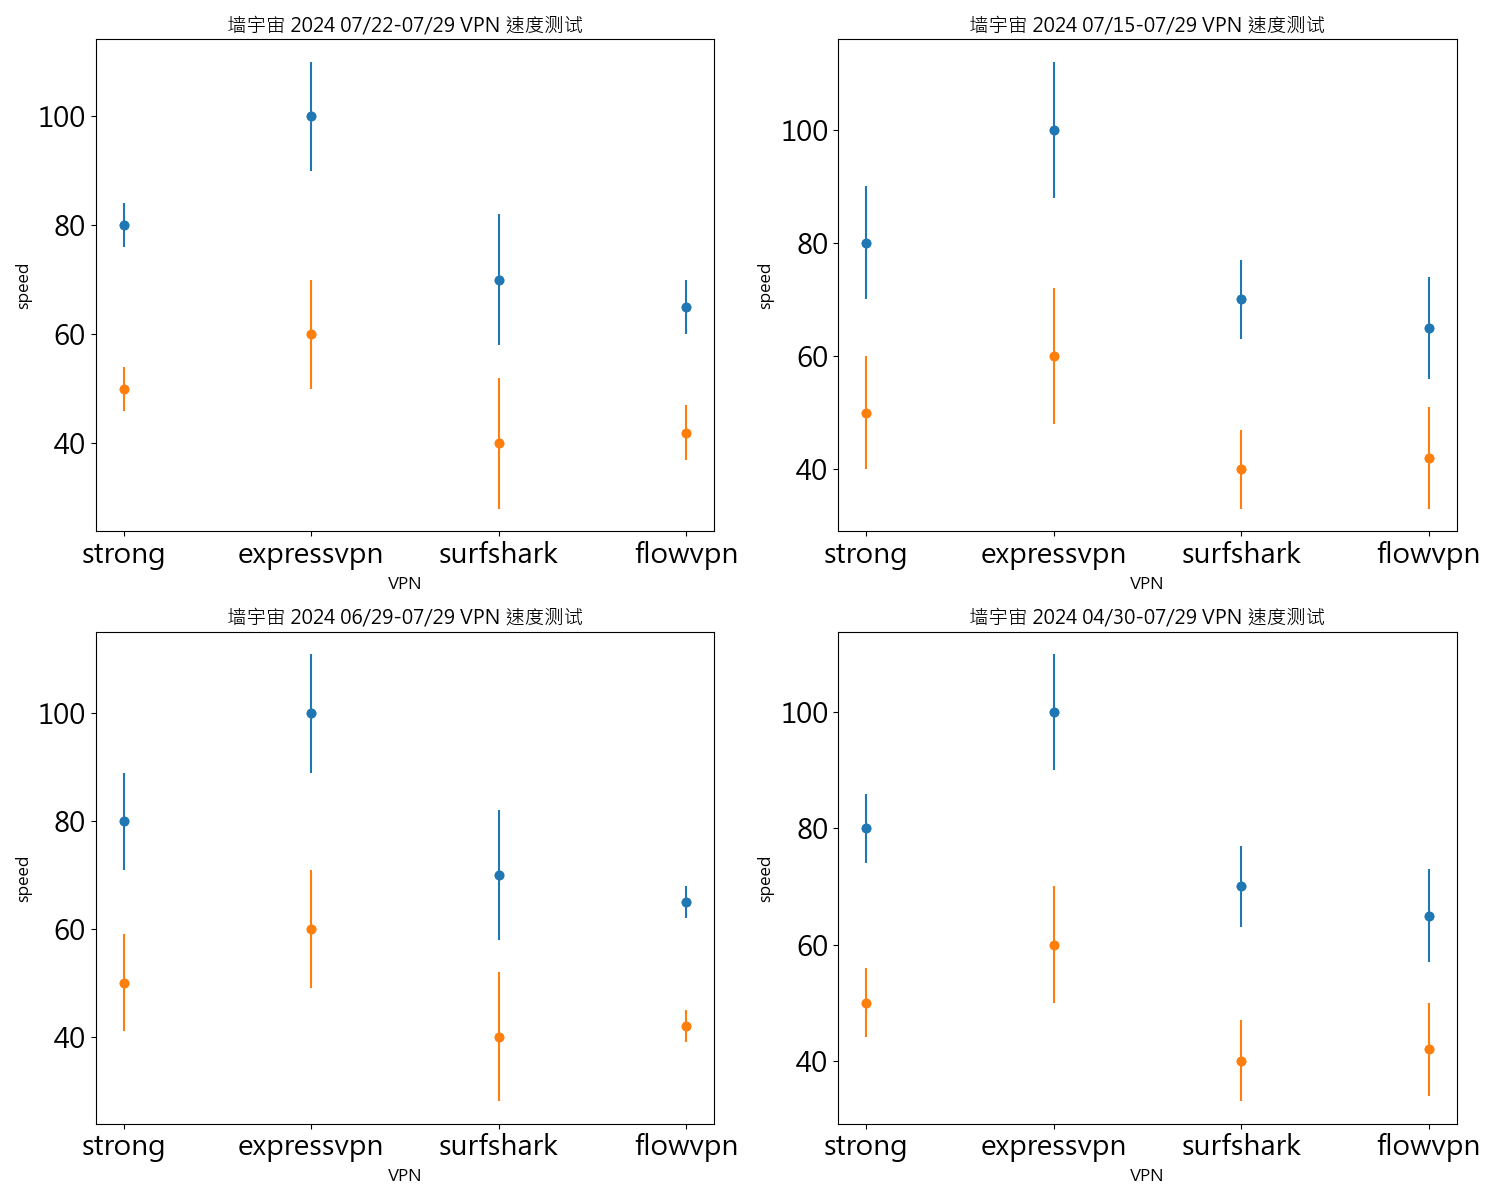 墙宇宙 2024 07/22-07/29 VPN 速度测试
100
80
60
40
speed
strong expressvpn surfshark flowvpn
VPN
墙宇宙 2024 07/15-07/29 VPN 速度测试
100
80
60
40
speed
strong expressvpn surfshark flowvpn
VPN
墙宇宙 2024 06/29-07/29 VPN 速度测试
100
80
60
40
speed
strong expressvpn surfshark flowvpn
VPN
墙宇宙 2024 04/30-07/29 VPN 速度测试
100
80
60
40
speed
strong expressvpn surfshark flowvpn
VPN